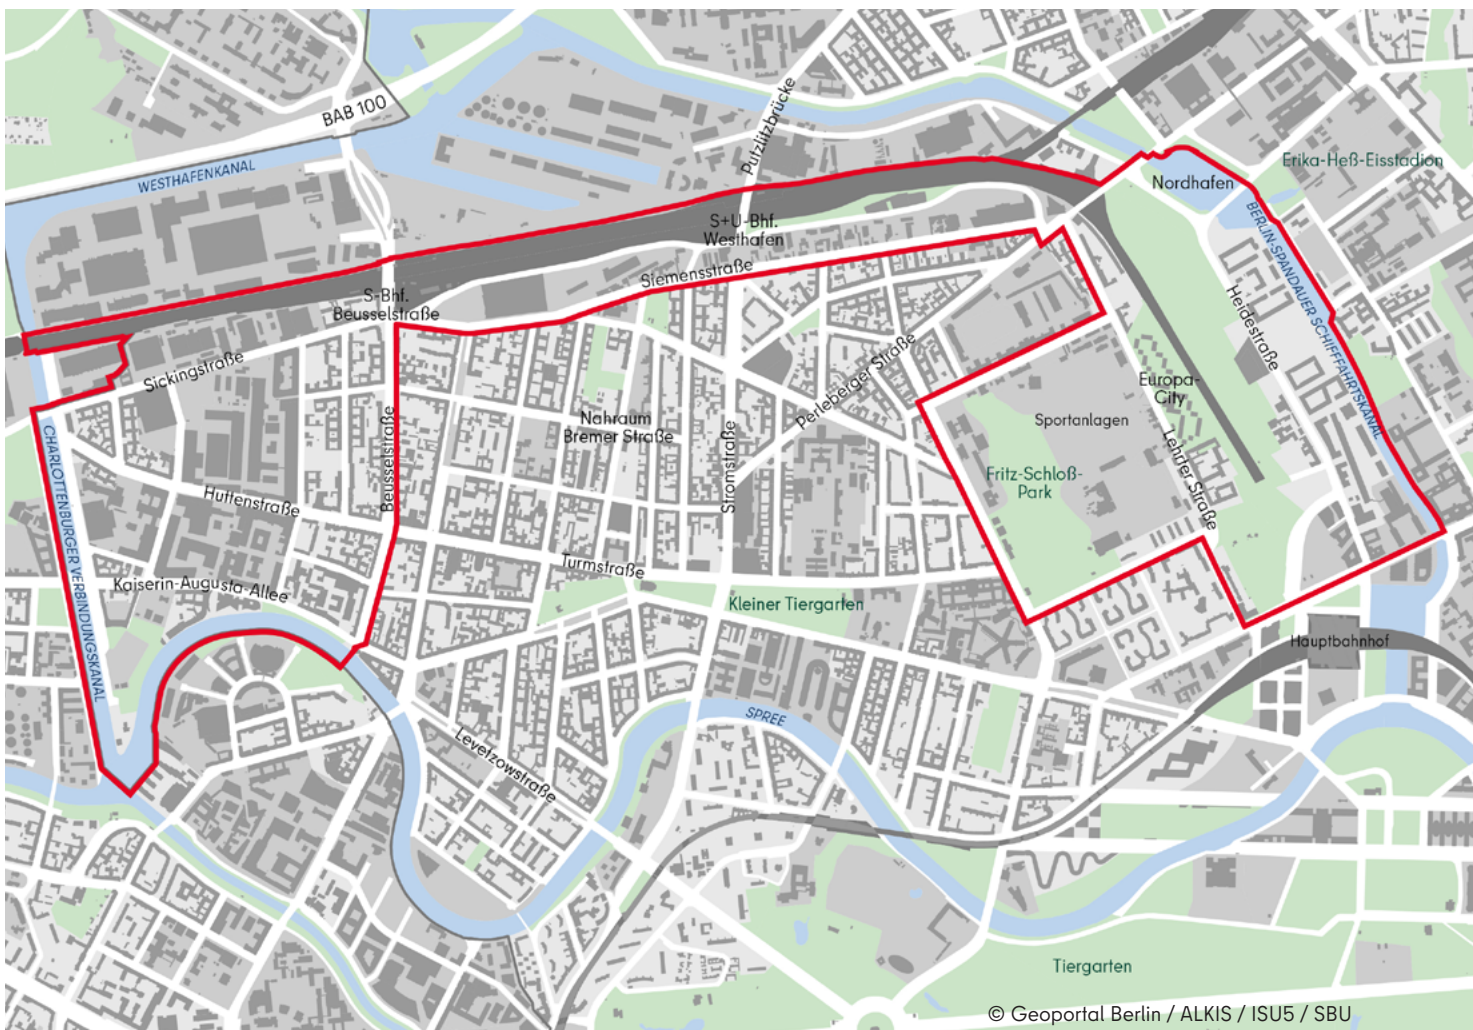 BAB 100
Putzlitzbrücke
WESTHAFENKANAL
Erika-Heß-Eisstadion
Nordhafen
S+U-Bhf.
Westhafen
BERLIN-SPANDAUER SCHIFFFAHRTSKANAL
Siemensstraße
S-Bhf.
Beusselstraße
Heidestraße
Sickingstraße
Perleberger Straße
Europa-
City
Nahraum
Bremer Straße
Sportanlagen
Beusselstraße
Stromstraße
Lehrter Straße
Fritz-Schloß-
Park
CHARLOTTENBURGER VERBINDUNGSKANAL
Huttenstraße
Turmstraße
Kaiserin-Augusta-Allee
Kleiner Tiergarten
Hauptbahnhof
SPREE
Levetzowstraße
Tiergarten
© Geoportal Berlin / ALKIS / ISU5 / SBU